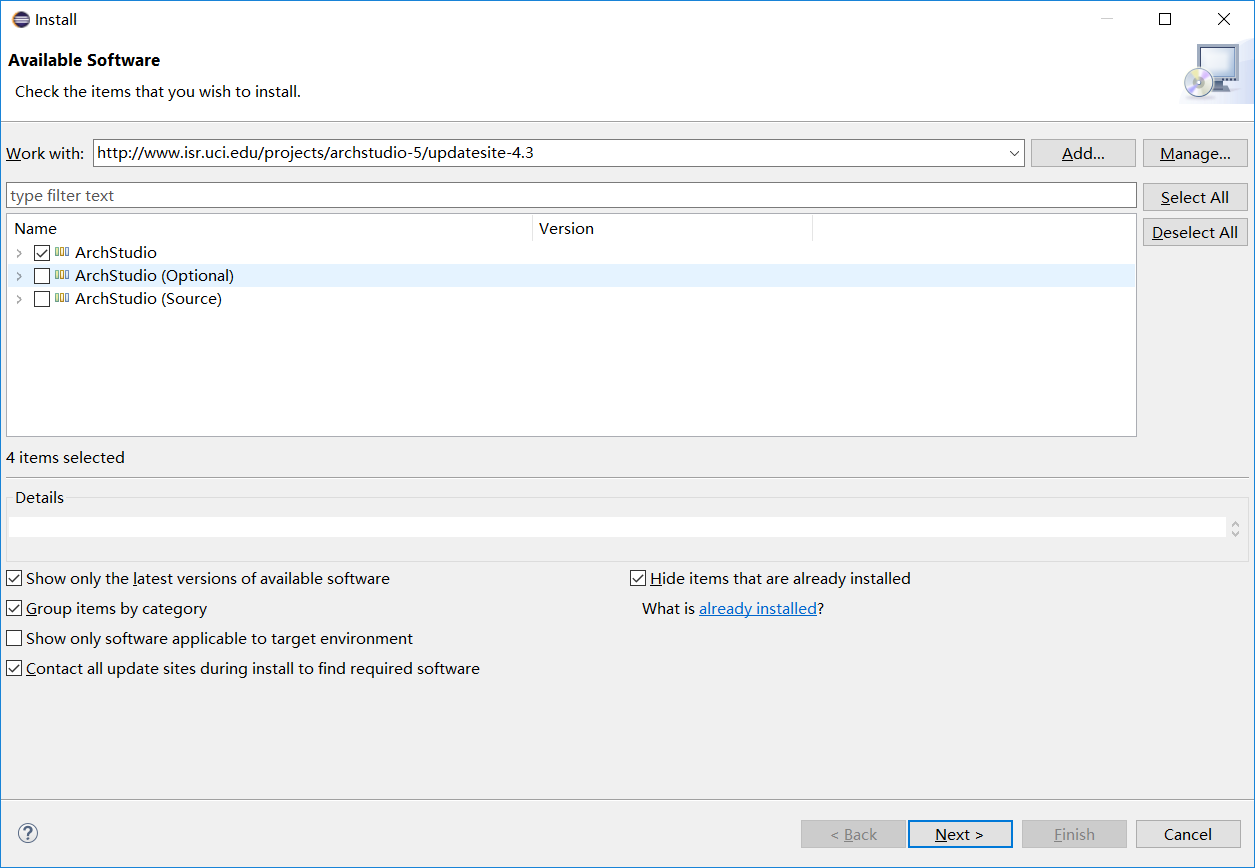 Install
Available Software
Check the items that you wish to install.
Work with: http://www.isr.uci.edu/projects/archstudio-5/updatesite-4.3 Add... Manage...
type filter text Select All
Name Version Deselect All
ArchStudio
ArchStudio (Optional)
ArchStudio (Source)
4 items selected
Details
Show only the latest versions of available software Hide items that are already installed
Group items by category What is already installed?
Show only software applicable to target environment
Contact all update sites during install to find required software
? < Back Next > Finish Cancel